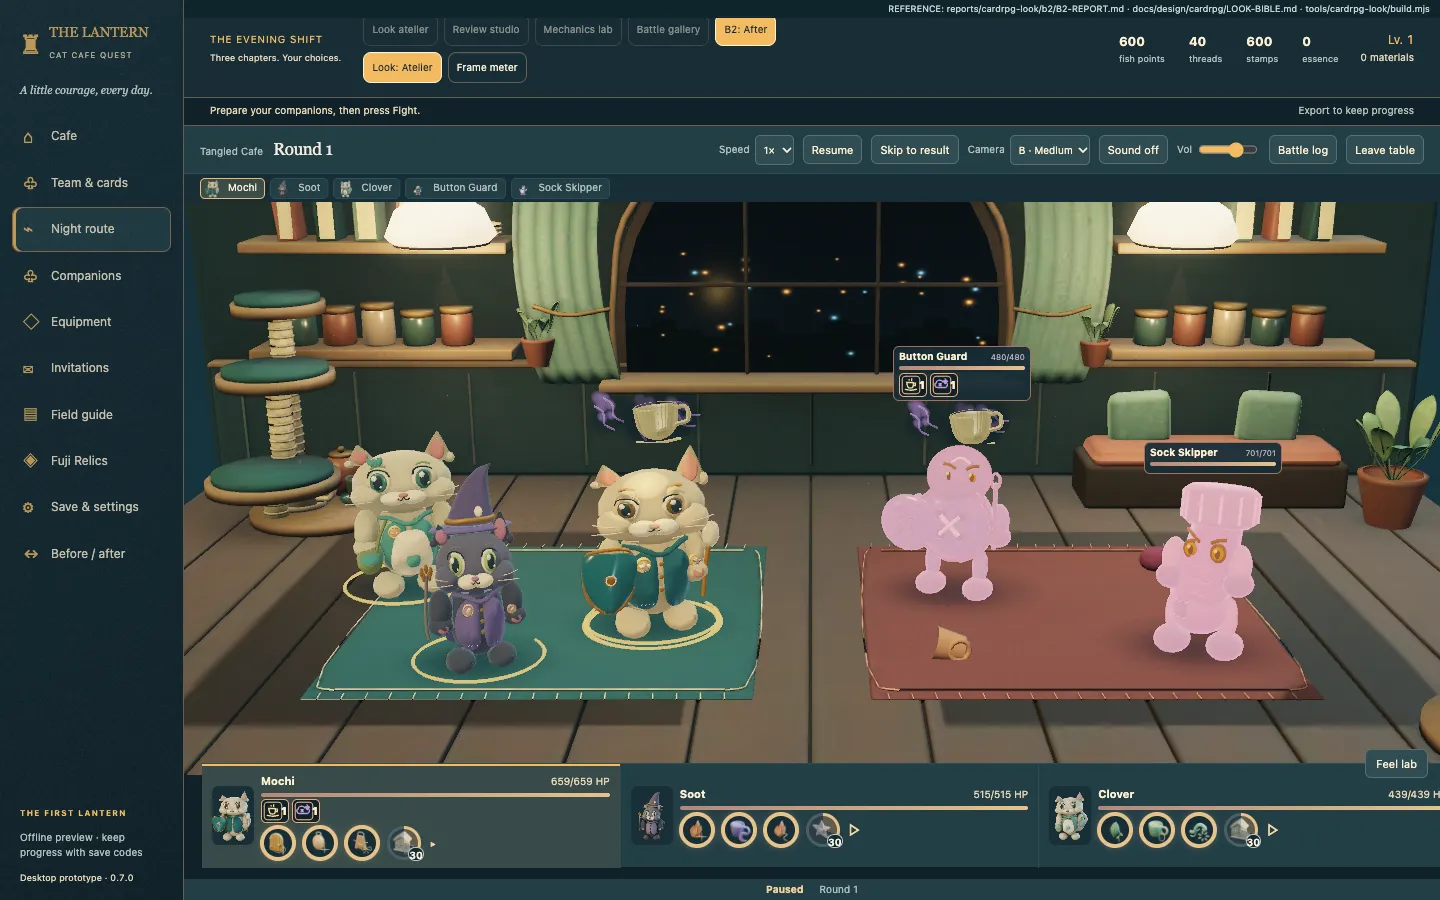 REFERENCE: reports/cardrpg-look/b2/B2-REPORT.md · docs/design/cardrpg/LOOK-BIBLE.md · tools/cardrpg-look/build.mjs
THE LANTERN
CAT CAFE QUEST
A little courage, every day.
Cafe
Team & cards
Night route
Companions
Equipment
Invitations
Field guide
Fuji Relics
Save & settings
Before / after
THE FIRST LANTERN
Offline preview · keep
progress with save codes
Desktop prototype · 0.7.0
THE EVENING SHIFT
Three chapters. Your choices.
Look atelier
Review studio
Mechanics lab
Battle gallery
B2: After
Look: Atelier
Frame meter
600
fish points
40
threads
600
stamps
0
essence
Lv. 1
0 materials
Prepare your companions, then press Fight.
Export to keep progress
Tangled Cafe
Round 1
Speed
1x
Resume
Skip to result
Camera
B · Medium
Sound off
Vol
Battle log
Leave table
Mochi
Soot
Clover
Button Guard
Sock Skipper
Button Guard 480/480
1
1
Sock Skipper 701/701
Feel lab
Mochi 659/659 HP
1
1
30
Soot 515/515 HP
30
Clover 439/439 H
30
Paused Round 1